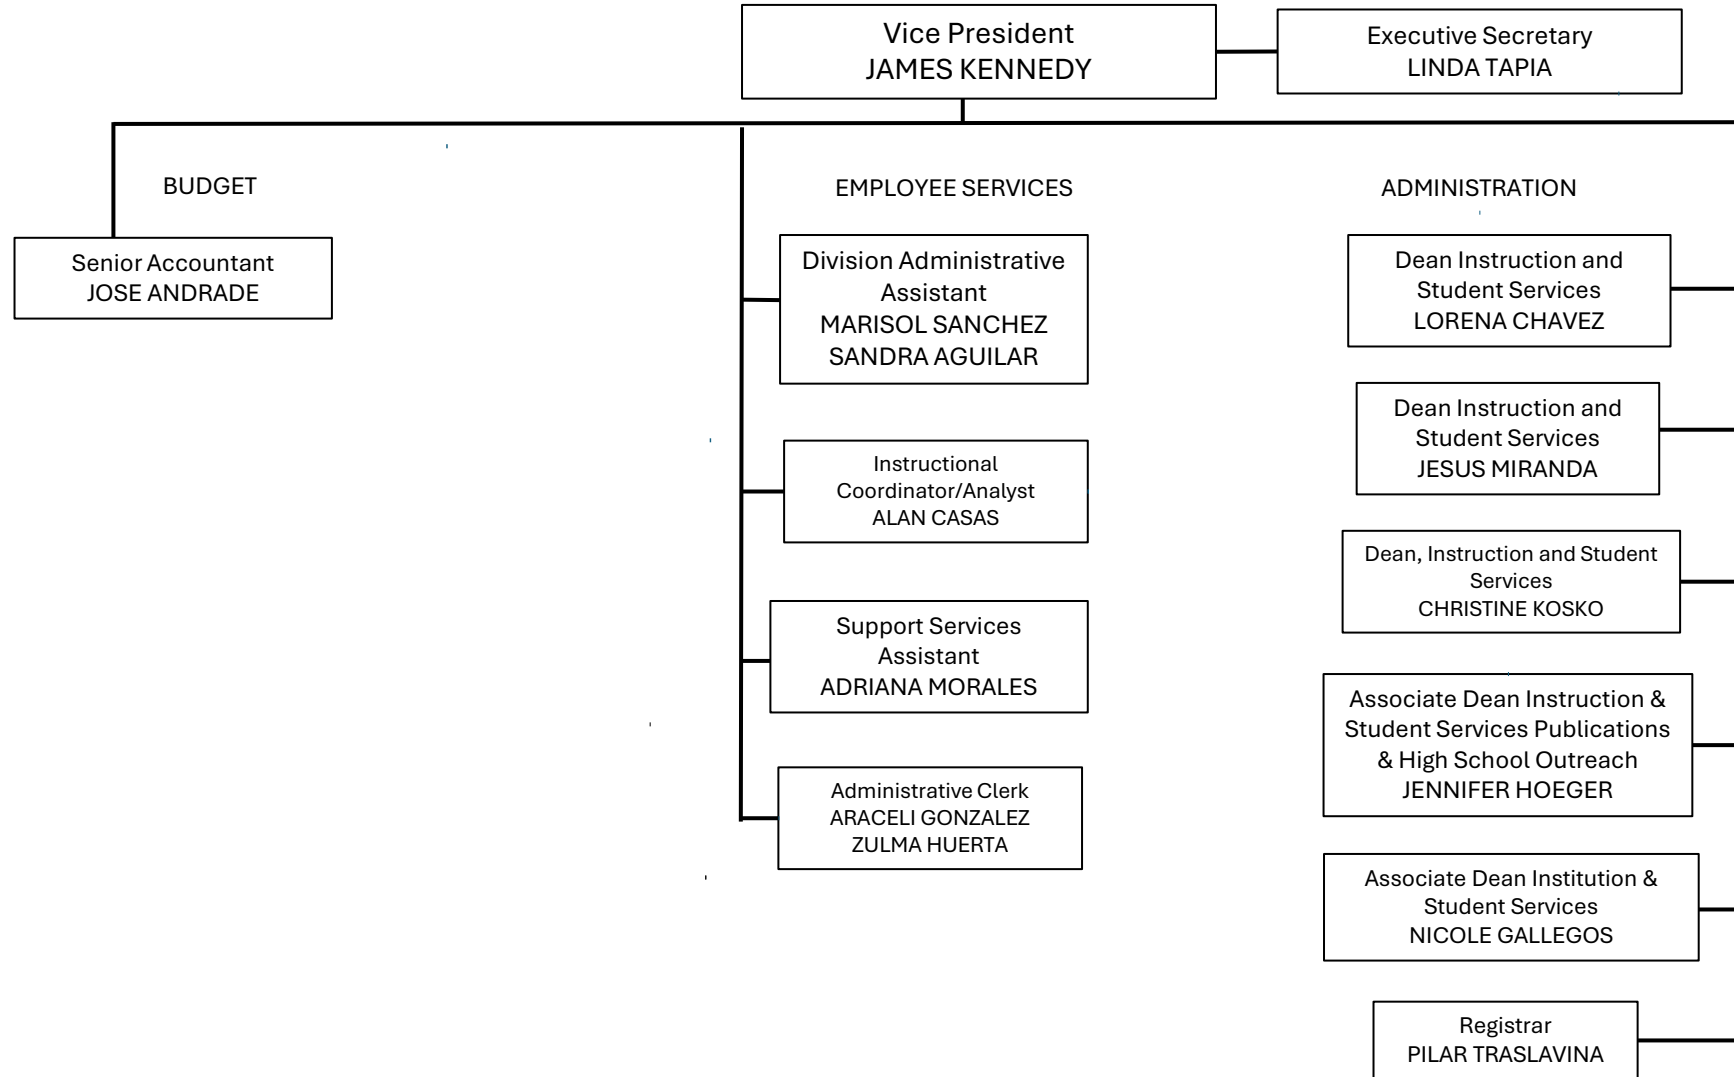 Vice President
JAMES KENNEDY
Executive Secretary
LINDA TAPIA
BUDGET
Senior Accountant
JOSE ANDRADE
EMPLOYEE SERVICES
Division Administrative
Assistant
MARISOL SANCHEZ
SANDRA AGUILAR
Instructional
Coordinator/Analyst
ALAN CASAS
Support Services
Assistant
ADRIANA MORALES
Administrative Clerk
ARACELI GONZALEZ
ZULMA HUERTA
ADMINISTRATION
Dean Instruction and
Student Services
LORENA CHAVEZ
Dean Instruction and
Student Services
JESUS MIRANDA
Dean, Instruction and Student
Services
CHRISTINE KOSKO
Associate Dean Instruction &
Student Services Publications
& High School Outreach
JENNIFER HOEGER
Associate Dean Institution &
Student Services
NICOLE GALLEGOS
Registrar
PILAR TRASLAVINA